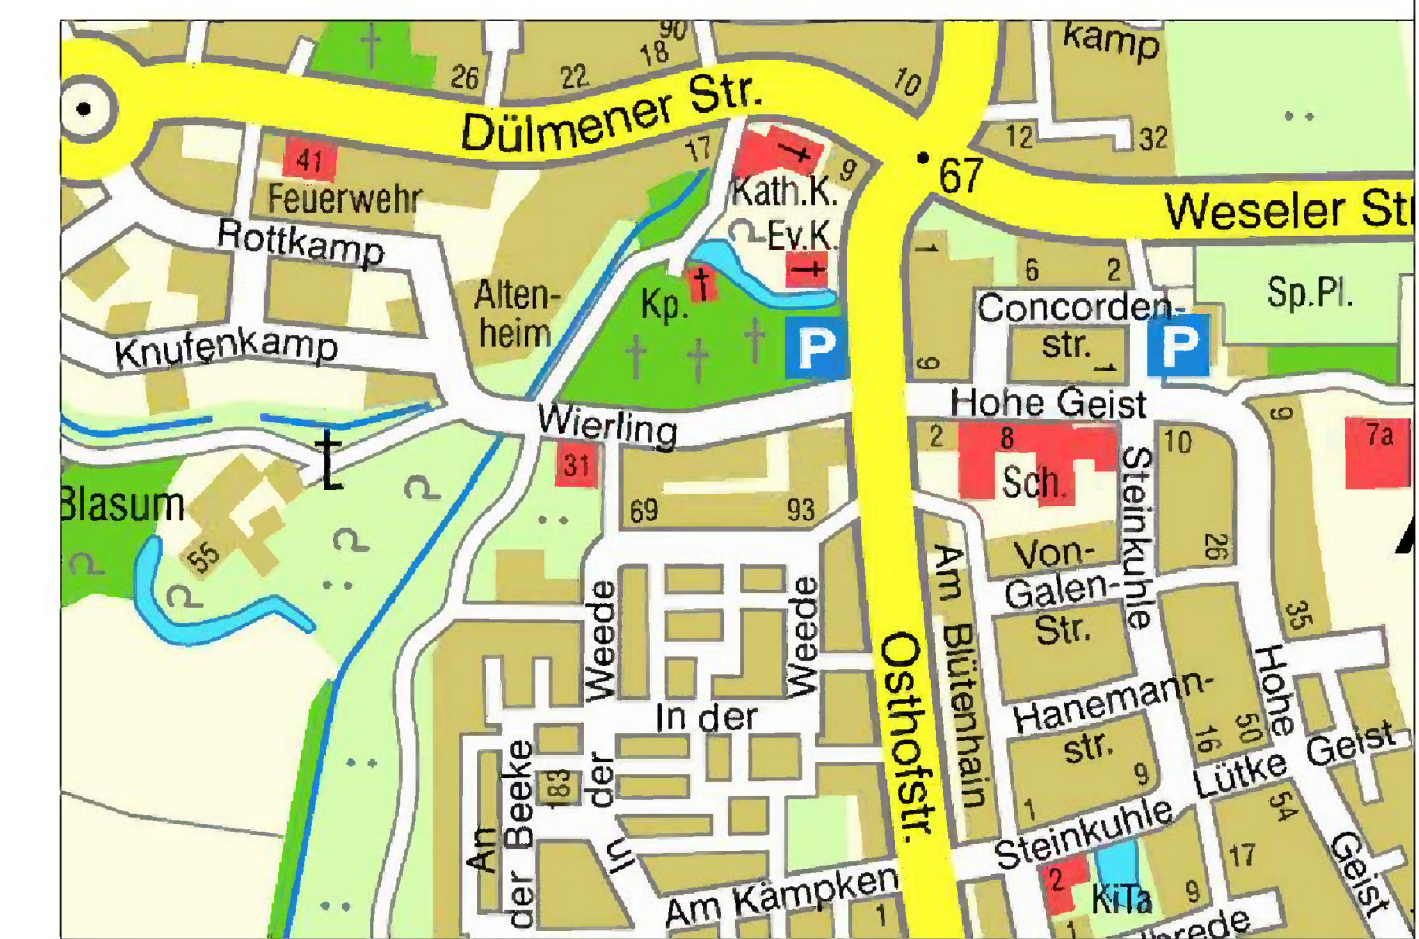 90
kamp
18
26
22
10
Dülmener Str.
12
32
41
17
9
67
Feuerwehr
Kath.K.
Weseler St
Rottkamp
Ev.K.
1
6
2
Alten-
heim
Kp.
Concorden-
str.
Sp.Pl.
Knufenkamp
P
P
9
1
Hohe Geist
Wierling
2
8
10
9
7a
31
Sch.
Steinkuhle
Blasum
69
93
55
Am Blütenhain
Von-
Galen-
Str.
26
Weede
Weede
35
Osthofstr.
Hohe
In der
Hanemann-
str.
16
50
Geist
An
der Beeke
183
der
9
Lütke
54
1
Steinkuhle
In
17
Geist
Am Kämpken
2
KiTa
9
1
1
brede